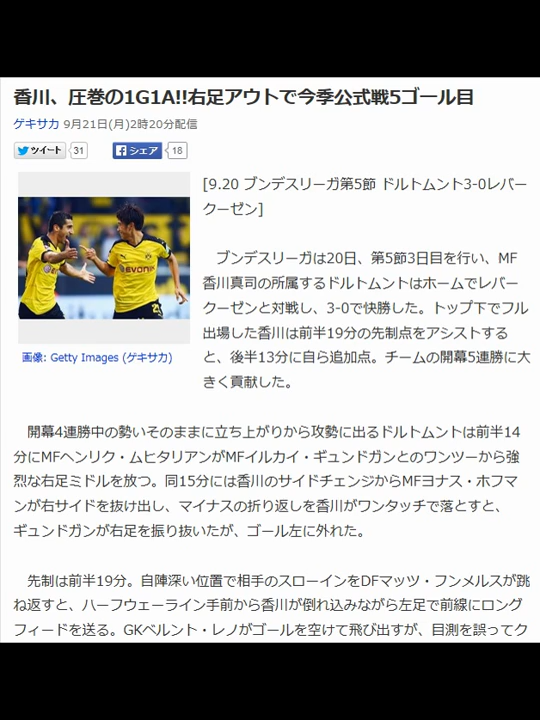 香川、圧巻の1G1A!!右足アウトで今季公式戦5ゴール目
ゲキサカ 9月21日(月)2時20分配信
ツイート 31 シェア 18
[9.20 ブンデスリーガ第5節 ドルトムント3-0レバー
クーゼン]
ブンデスリーガは20日、第5節3日目を行い、MF
香川真司の所属するドルトムントはホームでレバー
クーゼンと対戦し、3-0で快勝した。トップ下でフル
出場した香川は前半19分の先制点をアシストする
と、後半13分に自ら追加点。チームの開幕5連勝に大
きく貢献した。
EVONIK
画像: Getty Images (ゲキサカ)
開幕4連勝中の勢いそのままに立ち上がりから攻勢に出るドルトムントは前半14
分にMFヘンリク・ムヒタリアンがMFイルカイ・ギュンドガンとのワンツーから強
烈な右足ミドルを放つ。同15分には香川のサイドチェンジからMFヨナス・ホフマ
ンが右サイドを抜け出し、マイナスの折り返しを香川がワンタッチで落とすと、
ギュンドガンが右足を振り抜いたが、ゴール左に外れた。
先制は前半19分。自陣深い位置で相手のスローインをDFマッツ・フンメルスが跳
ね返すと、ハーフウェーライン手前から香川が倒れ込みながら左足で前線にロング
フィードを送る。GKベルント・レノがゴールを空けて飛び出すが、目測を誤ってク